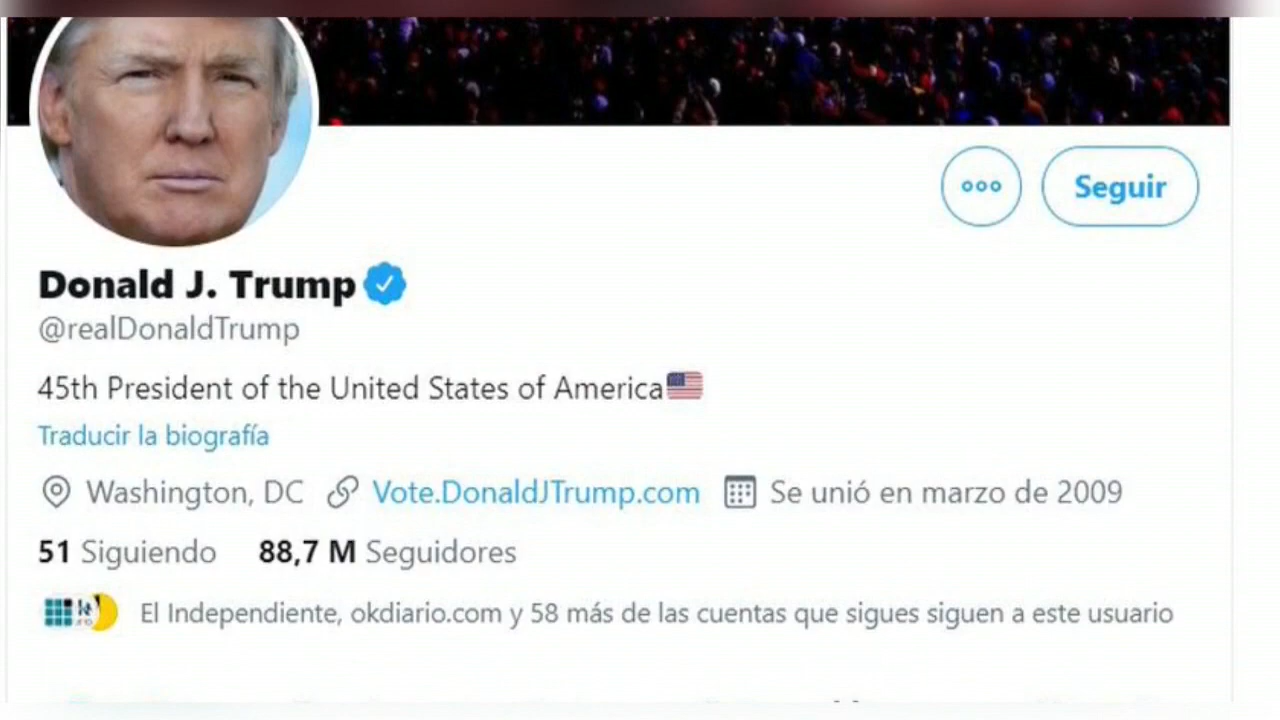 Seguir
Donald J. Trump
@realDonaldTrump
45th President of the United States of America
Traducir la biografía
Washington, DC Vote.DonaldJTrump.com Se unió en marzo de 2009
51 Siguiendo 88,7 M Seguidores
El Independiente, okdiario.com y 58 más de las cuentas que sigues siguen a este usuario